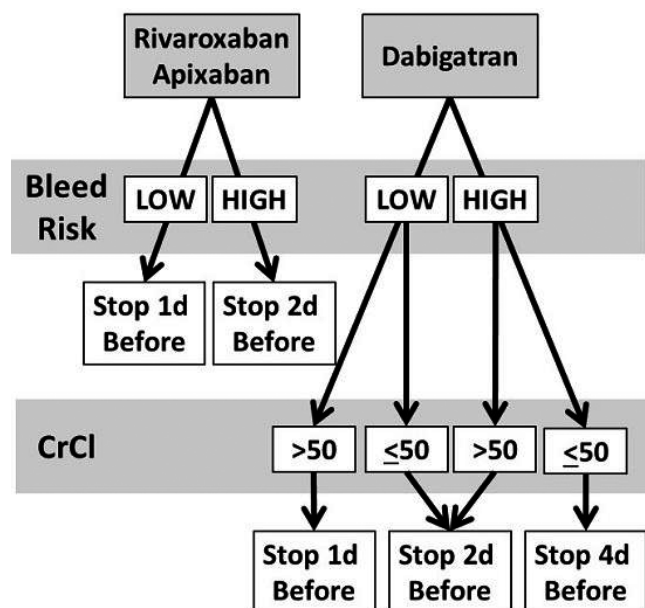 Rivaroxaban
Apixaban
Dabigatran
Bleed
Risk
LOW
HIGH
LOW
HIGH
Stop 1d
Before
Stop 2d
Before
CrCl
>50
≤50
>50
≤50
Stop 1d
Before
Stop 2d
Before
Stop 4d
Before